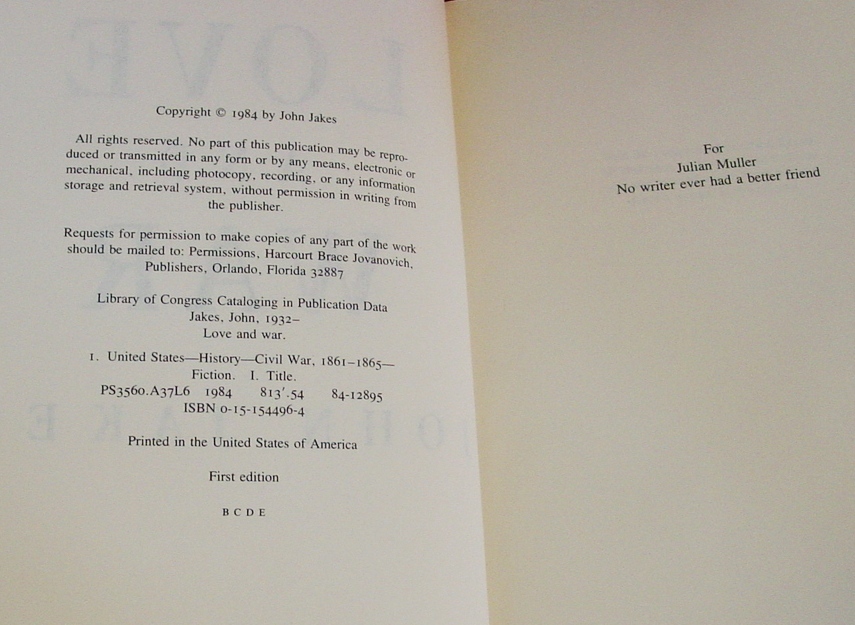 Copyright © 1984 by John Jakes
All rights reserved. No part of this publication may be repro-
duced or transmitted in any form or by any means, electronic or
mechanical, including photocopy, recording, or any information
storage and retrieval system, without permission in writing from
the publisher.
Requests for permission to make copies of any part of the work
should be mailed to: Permissions, Harcourt Brace Jovanovich,
Publishers, Orlando, Florida 32887
Library of Congress Cataloging in Publication Data
Jakes, John, 1932–
Love and war.
1. United States—History—Civil War, 1861–1865—
Fiction. I. Title.
PS3560.A37L6 1984 813'.54 84-12895
ISBN 0-15-154496-4
Printed in the United States of America
First edition
B C D E
For
Julian Muller
No writer ever had a better friend